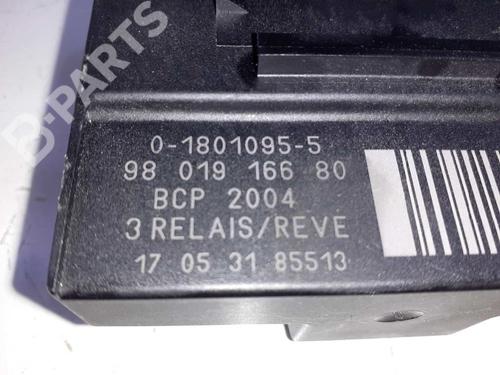 B-PARTS
0-1801095-5
98 019 166 80
BCP 2004
3 RELAIS/REVE
17 05 31 85513